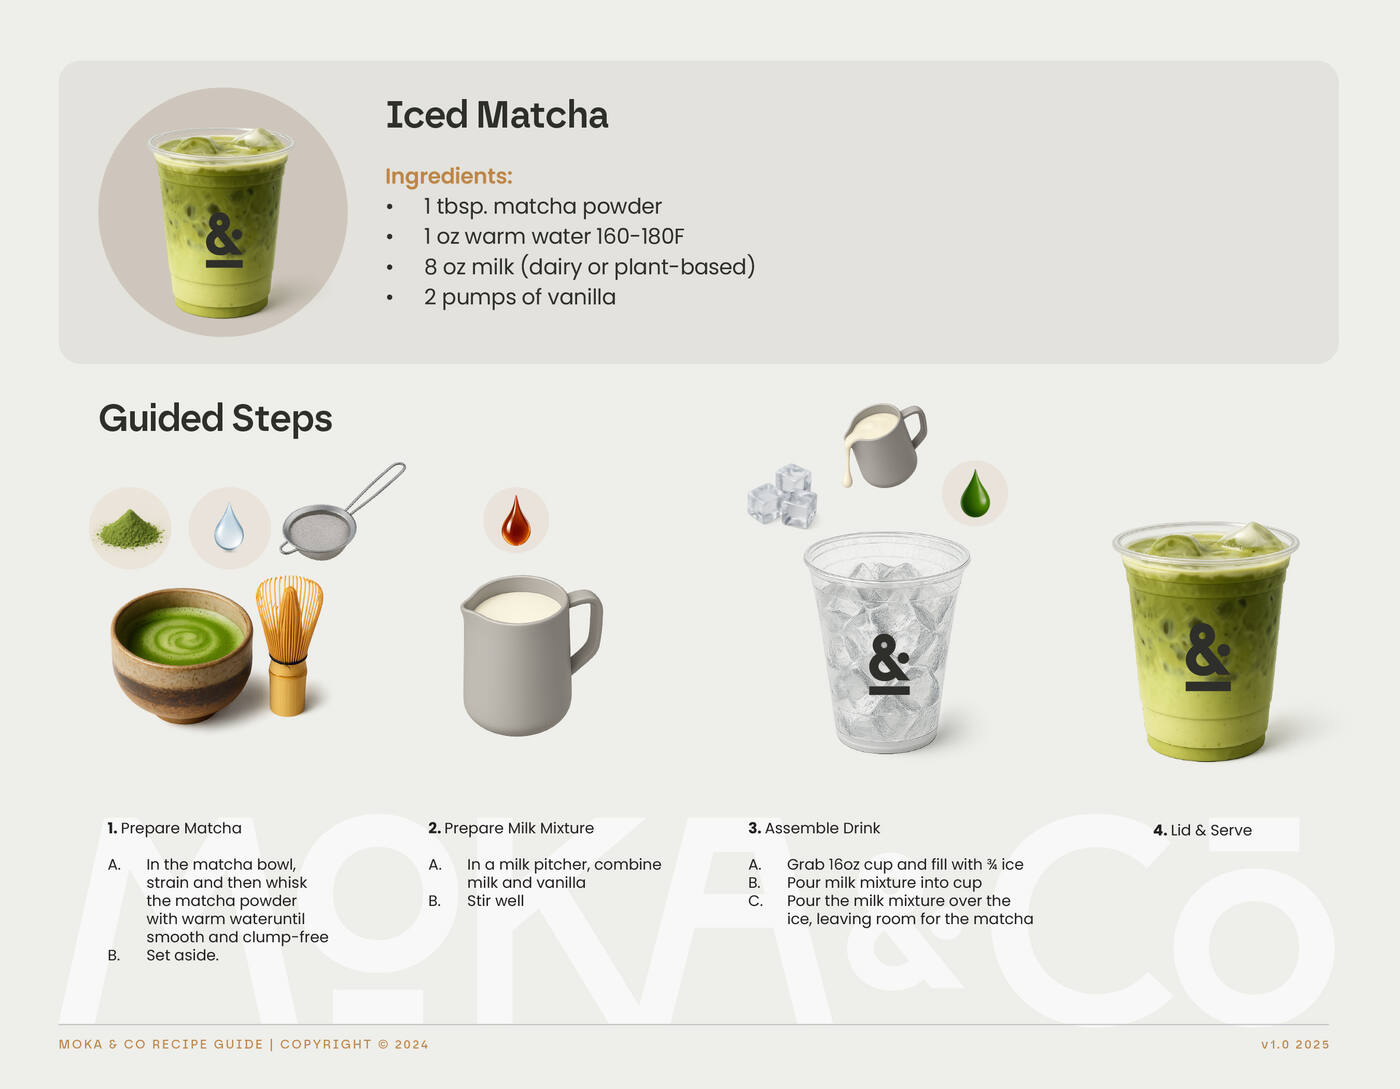 Iced Matcha
Ingredients:
• 1 tbsp. matcha powder
• 1 oz warm water 160-180F
• 8 oz milk (dairy or plant-based)
• 2 pumps of vanilla
&
Guided Steps
&
&
1. Prepare Matcha
A. In the matcha bowl,
strain and then whisk
the matcha powder
with warm wateruntil
smooth and clump-free
B. Set aside.
2. Prepare Milk Mixture
A. In a milk pitcher, combine
milk and vanilla
B. Stir well
3. Assemble Drink
A. Grab 16oz cup and fill with ¾ ice
B. Pour milk mixture into cup
C. Pour the milk mixture over the
ice, leaving room for the matcha
4. Lid & Serve
MOKA & CO
MOKA & CO RECIPE GUIDE | COPYRIGHT © 2024
v1.0 2025